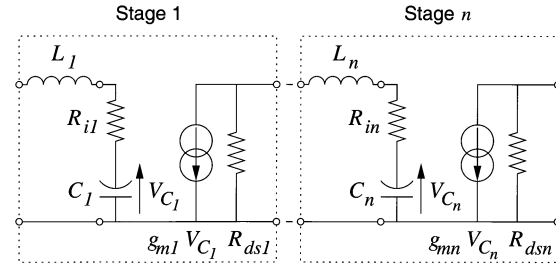 Stage 1
Stage n
L1
Ln
Ri1
Rin
C1
VC1
Cn
VCn
gm1 VC1 Rds1
gmn VCn Rdsn